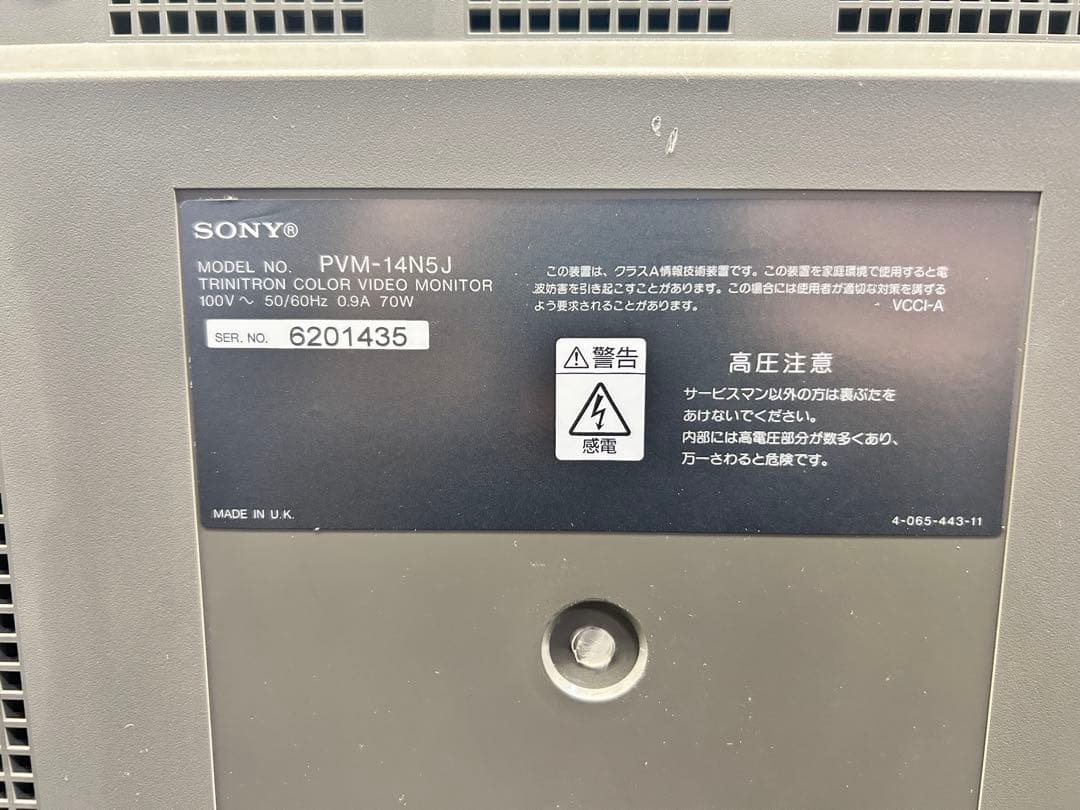 SONY®
MODEL NO. PVM-14N5J
TRINITRON COLOR VIDEO MONITOR
100V～ 50/60Hz 0.9A 70W
SER. NO. 6201435
この装置は、クラスA情報技術装置です。この装置を家庭環境で使用すると電
波妨害を引き起こすことがあります。この場合には使用者が適切な対策を講ずる
よう要求されることがあります。 VCCI-A
⚠警告
感電
高圧注意
サービスマン以外の方は裏ぶたを
あけないでください。
内部には高電圧部分が数多くあり、
万一さわると危険です。
MADE IN U.K.
4-065-443-11